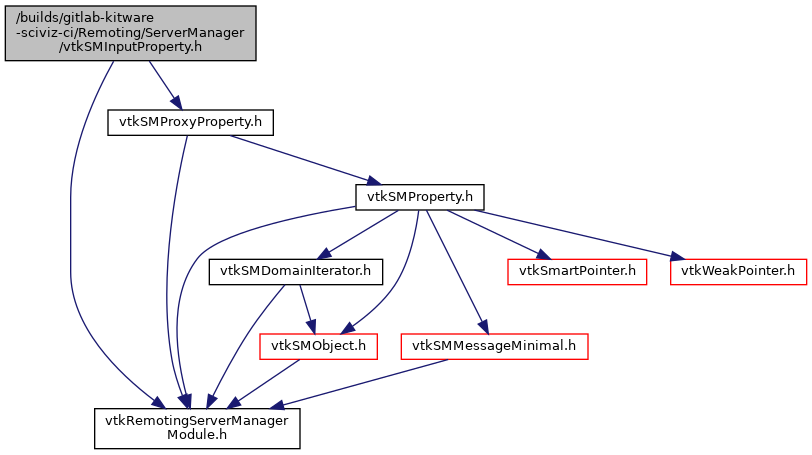 /builds/gitlab-kitware
-sciviz-ci/Remoting/ServerManager
/vtkSMInputProperty.h
vtkSMProxyProperty.h
vtkSMProperty.h
vtkSMDomainIterator.h
vtkSmartPointer.h
vtkWeakPointer.h
vtkSMObject.h
vtkSMMessageMinimal.h
vtkRemotingServerManager
Module.h